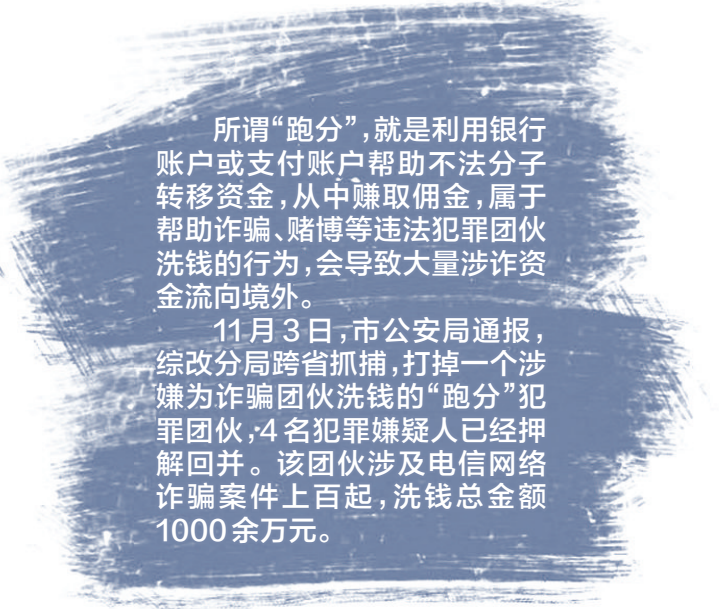 所谓“跑分”,就是利用银行
账户或支付账户帮助不法分子
转移资金,从中赚取佣金,属于
帮助诈骗、赌博等违法犯罪团伙
洗钱的行为,会导致大量涉诈资
金流向境外。
11月3日,市公安局通报,
综改分局跨省抓捕,打掉一个涉
嫌为诈骗团伙洗钱的“跑分”犯
罪团伙,4名犯罪嫌疑人已经押
解回并。该团伙涉及电信网络
诈骗案件上百起,洗钱总金额
1000余万元。